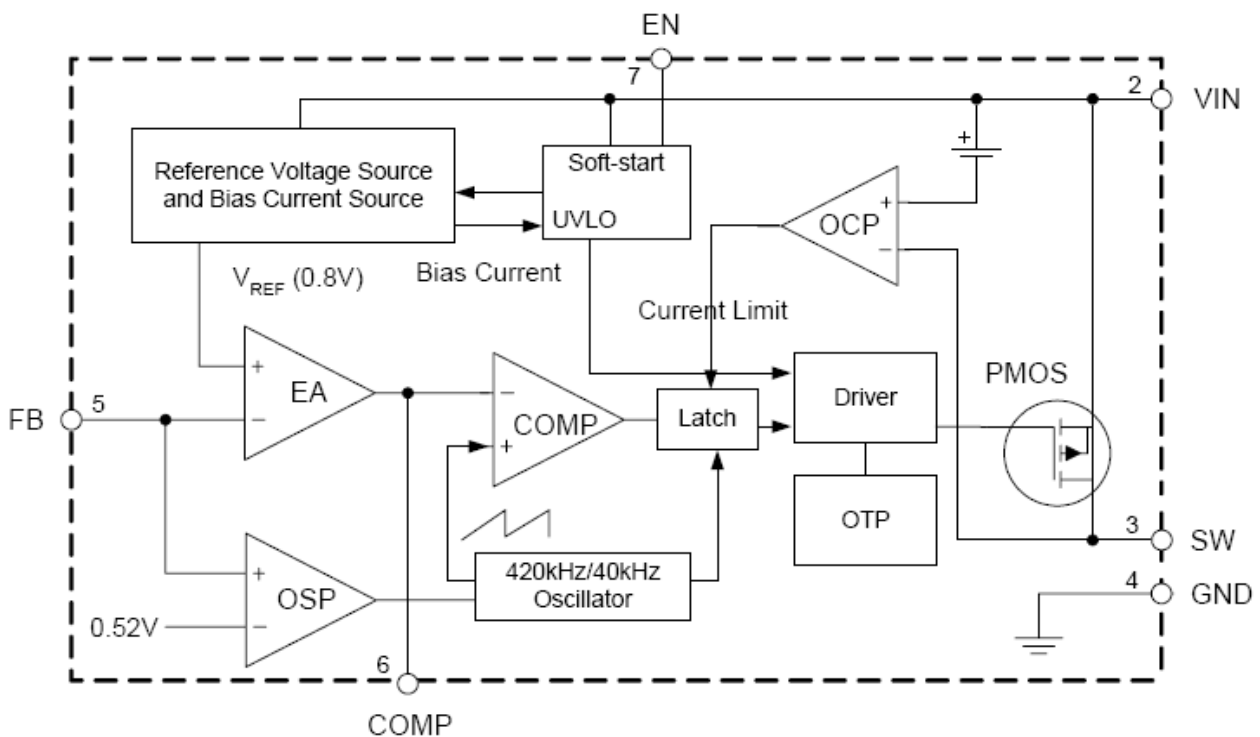 EN
7
2
VIN
Reference Voltage Source
and Bias Current Source
Soft-start
UVLO
+
+
OCP
−
VREF (0.8V)
Bias Current
Current Limit
+
EA
−
FB
5
−
COMP
+
Latch
Driver
PMOS
OTP
3
SW
4
GND
+
OSP
−
0.52V
420kHz/40kHz
Oscillator
6
COMP